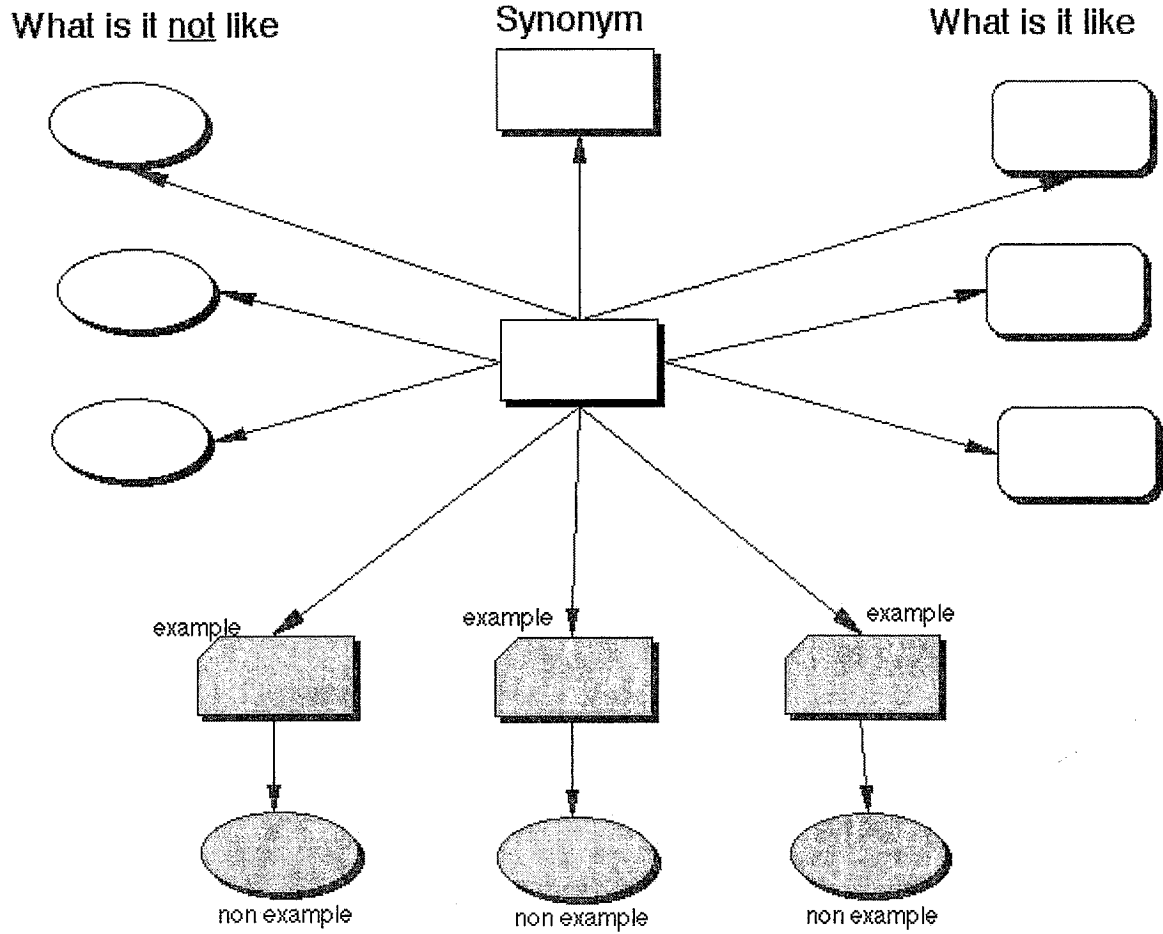 What is it not like
Synonym
What is it like
example
example
example
non example
non example
non example